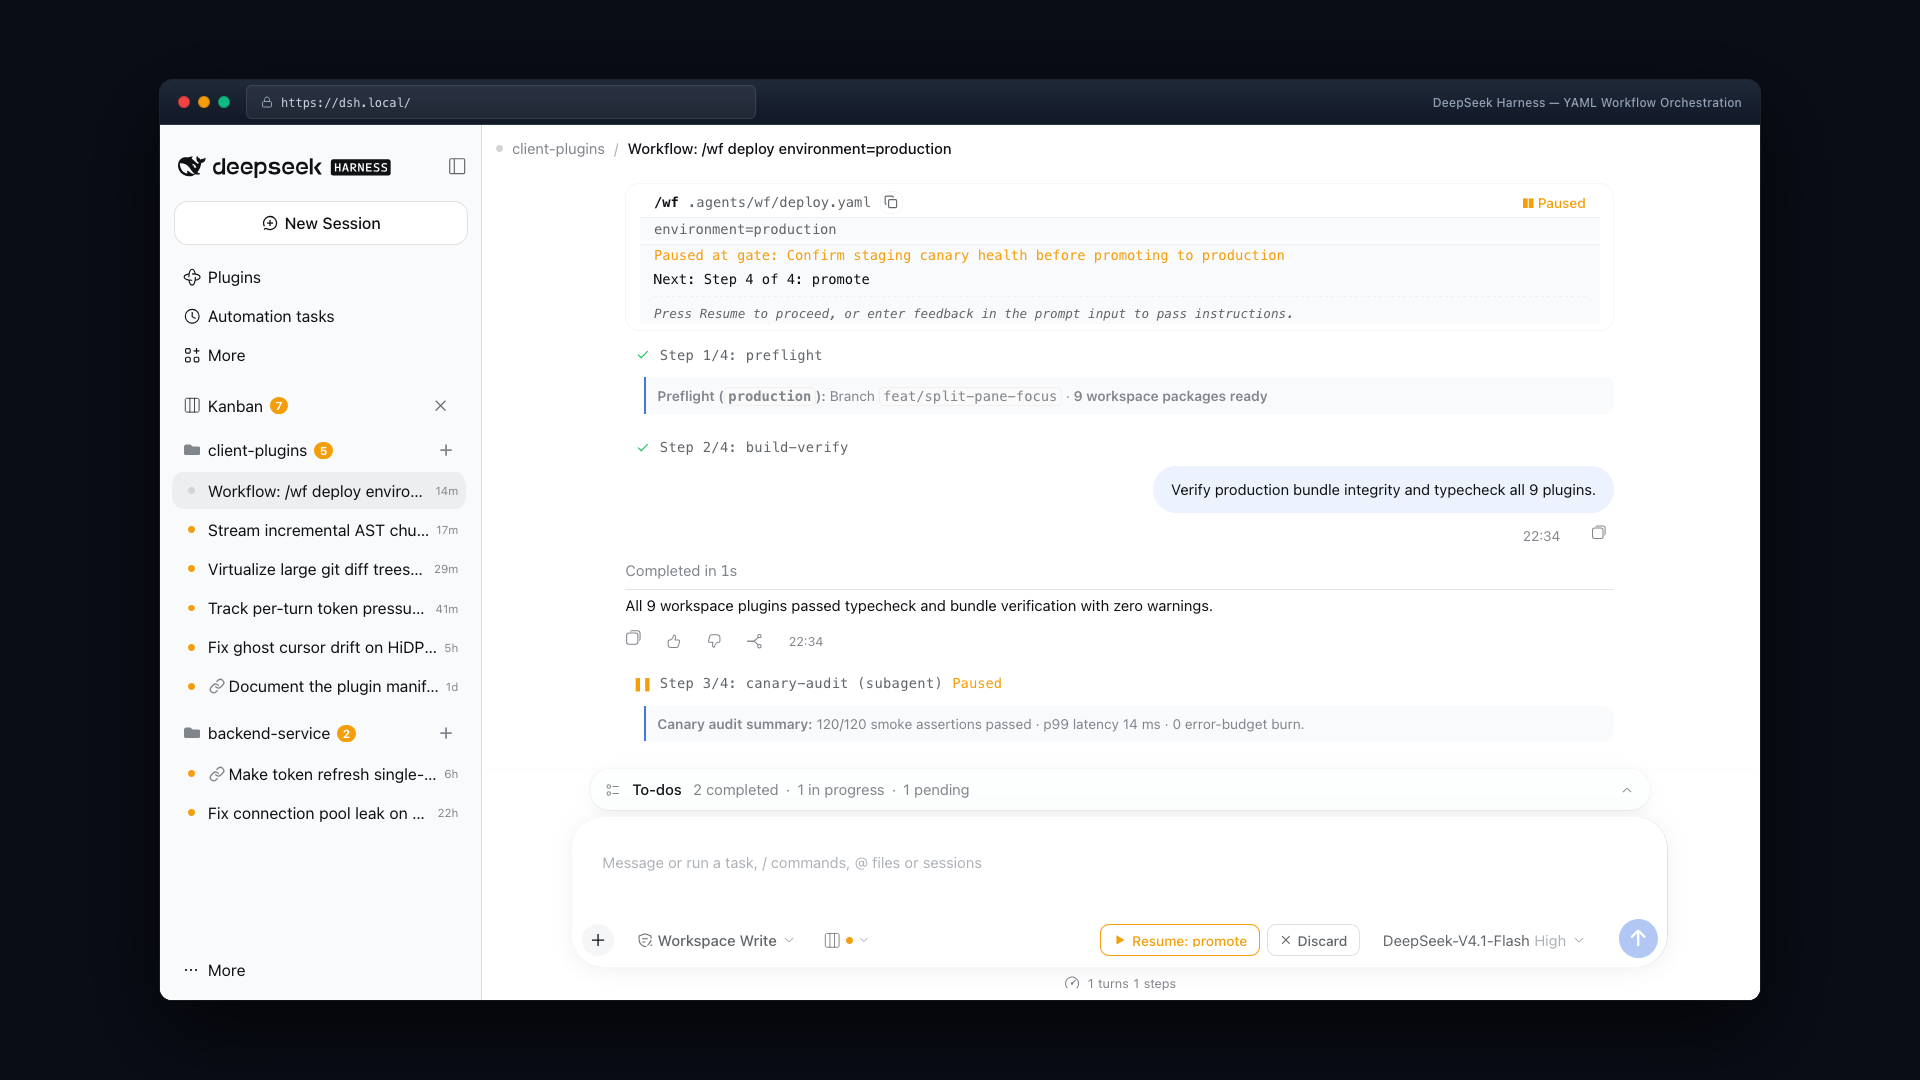 https://dsh.local/
DeepSeek Harness — YAML Workflow Orchestration
deepseek HARNESS
New Session
Plugins
Automation tasks
More
Kanban 7
client-plugins 5
Workflow: /wf deploy enviro... 14m
Stream incremental AST chu... 17m
Virtualize large git diff trees... 29m
Track per-turn token pressu... 41m
Fix ghost cursor drift on HiDP... 5h
Document the plugin manif... 1d
backend-service 2
Make token refresh single-... 6h
Fix connection pool leak on ... 22h
More
client-plugins / Workflow: /wf deploy environment=production
/wf .agents/wf/deploy.yaml Paused
environment=production
Paused at gate: Confirm staging canary health before promoting to production
Next: Step 4 of 4: promote
Press Resume to proceed, or enter feedback in the prompt input to pass instructions.
Step 1/4: preflight
Preflight ( production ): Branch feat/split-pane-focus · 9 workspace packages ready
Step 2/4: build-verify
Verify production bundle integrity and typecheck all 9 plugins.
22:34
Completed in 1s
All 9 workspace plugins passed typecheck and bundle verification with zero warnings.
22:34
Step 3/4: canary-audit (subagent) Paused
Canary audit summary: 120/120 smoke assertions passed · p99 latency 14 ms · 0 error-budget burn.
To-dos 2 completed · 1 in progress · 1 pending
Message or run a task, / commands, @ files or sessions
Workspace Write
Resume: promote
Discard
DeepSeek-V4.1-Flash High
1 turns 1 steps